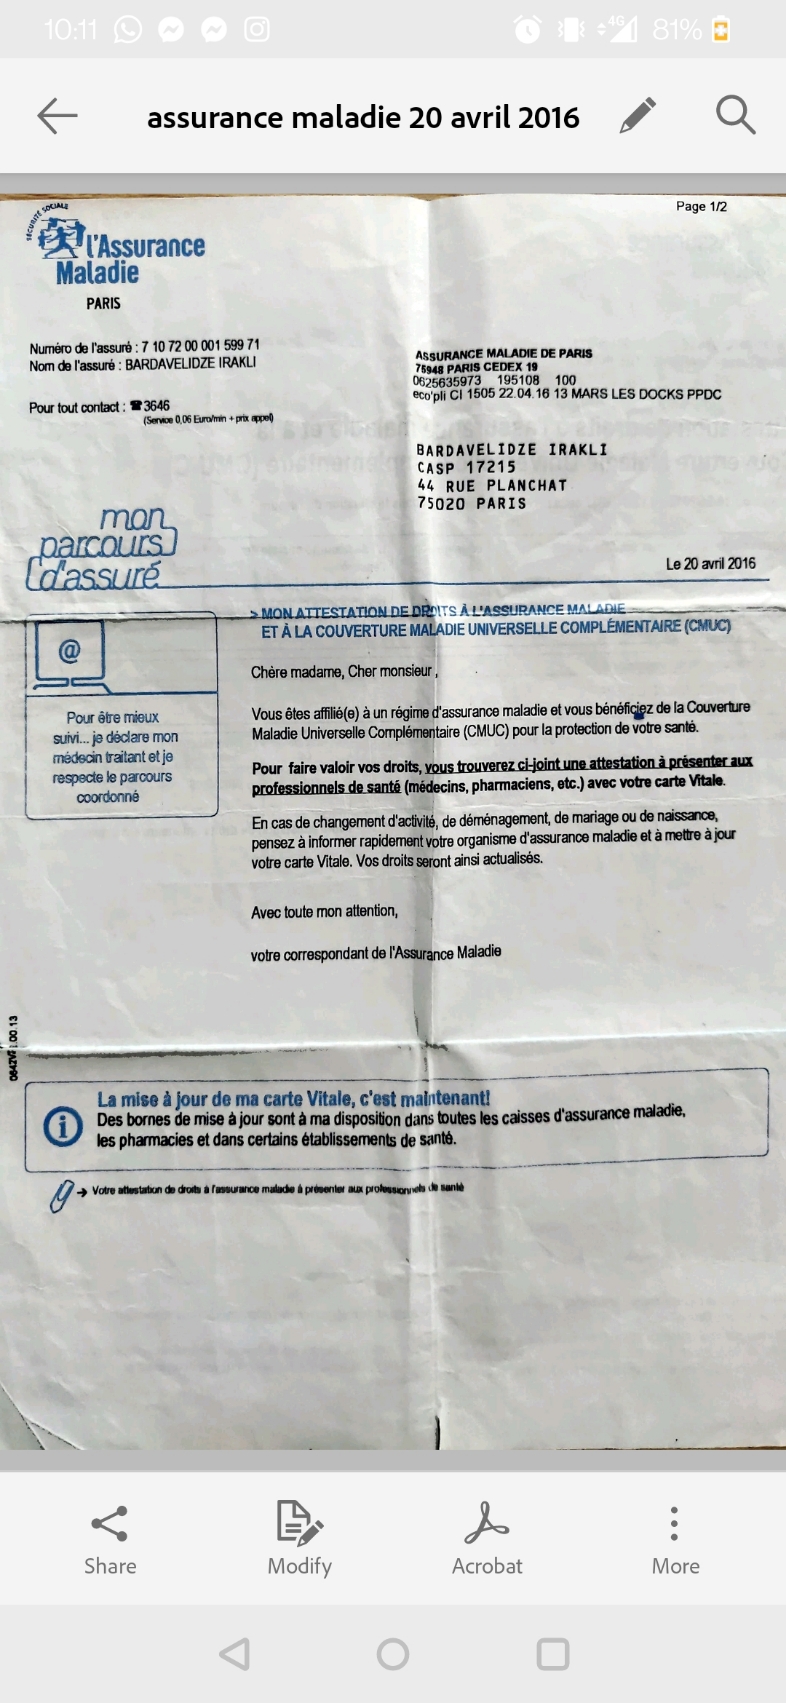 10:11 4G 81%
assurance maladie 20 avril 2016
Page 1/2
SÉCURITÉ SOCIALE
l'Assurance
Maladie
PARIS
Numéro de l'assuré : 7 10 72 00 001 599 71
Nom de l'assuré : BARDAVELIDZE IRAKLI
Pour tout contact : ☎ 3646
(Service 0,06 Euro/min + prix appel)
ASSURANCE MALADIE DE PARIS
75948 PARIS CEDEX 19
0625635973 195108 100
eco'pli CI 1505 22.04.16 13 MARS LES DOCKS PPDC
BARDAVELIDZE IRAKLI
CASP 17215
44 RUE PLANCHAT
75020 PARIS
mon
parcours
d'assuré
Le 20 avril 2016
> MON ATTESTATION DE DROITS À L'ASSURANCE MALADIE
ET À LA COUVERTURE MALADIE UNIVERSELLE COMPLÉMENTAIRE (CMUC)
@
Pour être mieux
suivi... je déclare mon
médecin traitant et je
respecte le parcours
coordonné
Chère madame, Cher monsieur ,
Vous êtes affilié(e) à un régime d'assurance maladie et vous bénéficiez de la Couverture
Maladie Universelle Complémentaire (CMUC) pour la protection de votre santé.
Pour faire valoir vos droits, vous trouverez ci-joint une attestation à présenter aux
professionnels de santé (médecins, pharmaciens, etc.) avec votre carte Vitale.
En cas de changement d'activité, de déménagement, de mariage ou de naissance,
pensez à informer rapidement votre organisme d'assurance maladie et à mettre à jour
votre carte Vitale. Vos droits seront ainsi actualisés.
Avec toute mon attention,
votre correspondant de l'Assurance Maladie
La mise à jour de ma carte Vitale, c'est maintenant!
Des bornes de mise à jour sont à ma disposition dans toutes les caisses d'assurance maladie,
les pharmacies et dans certains établissements de santé.
→ Votre attestation de droits à l'assurance maladie à présenter aux professionnels de santé
Share Modify Acrobat More